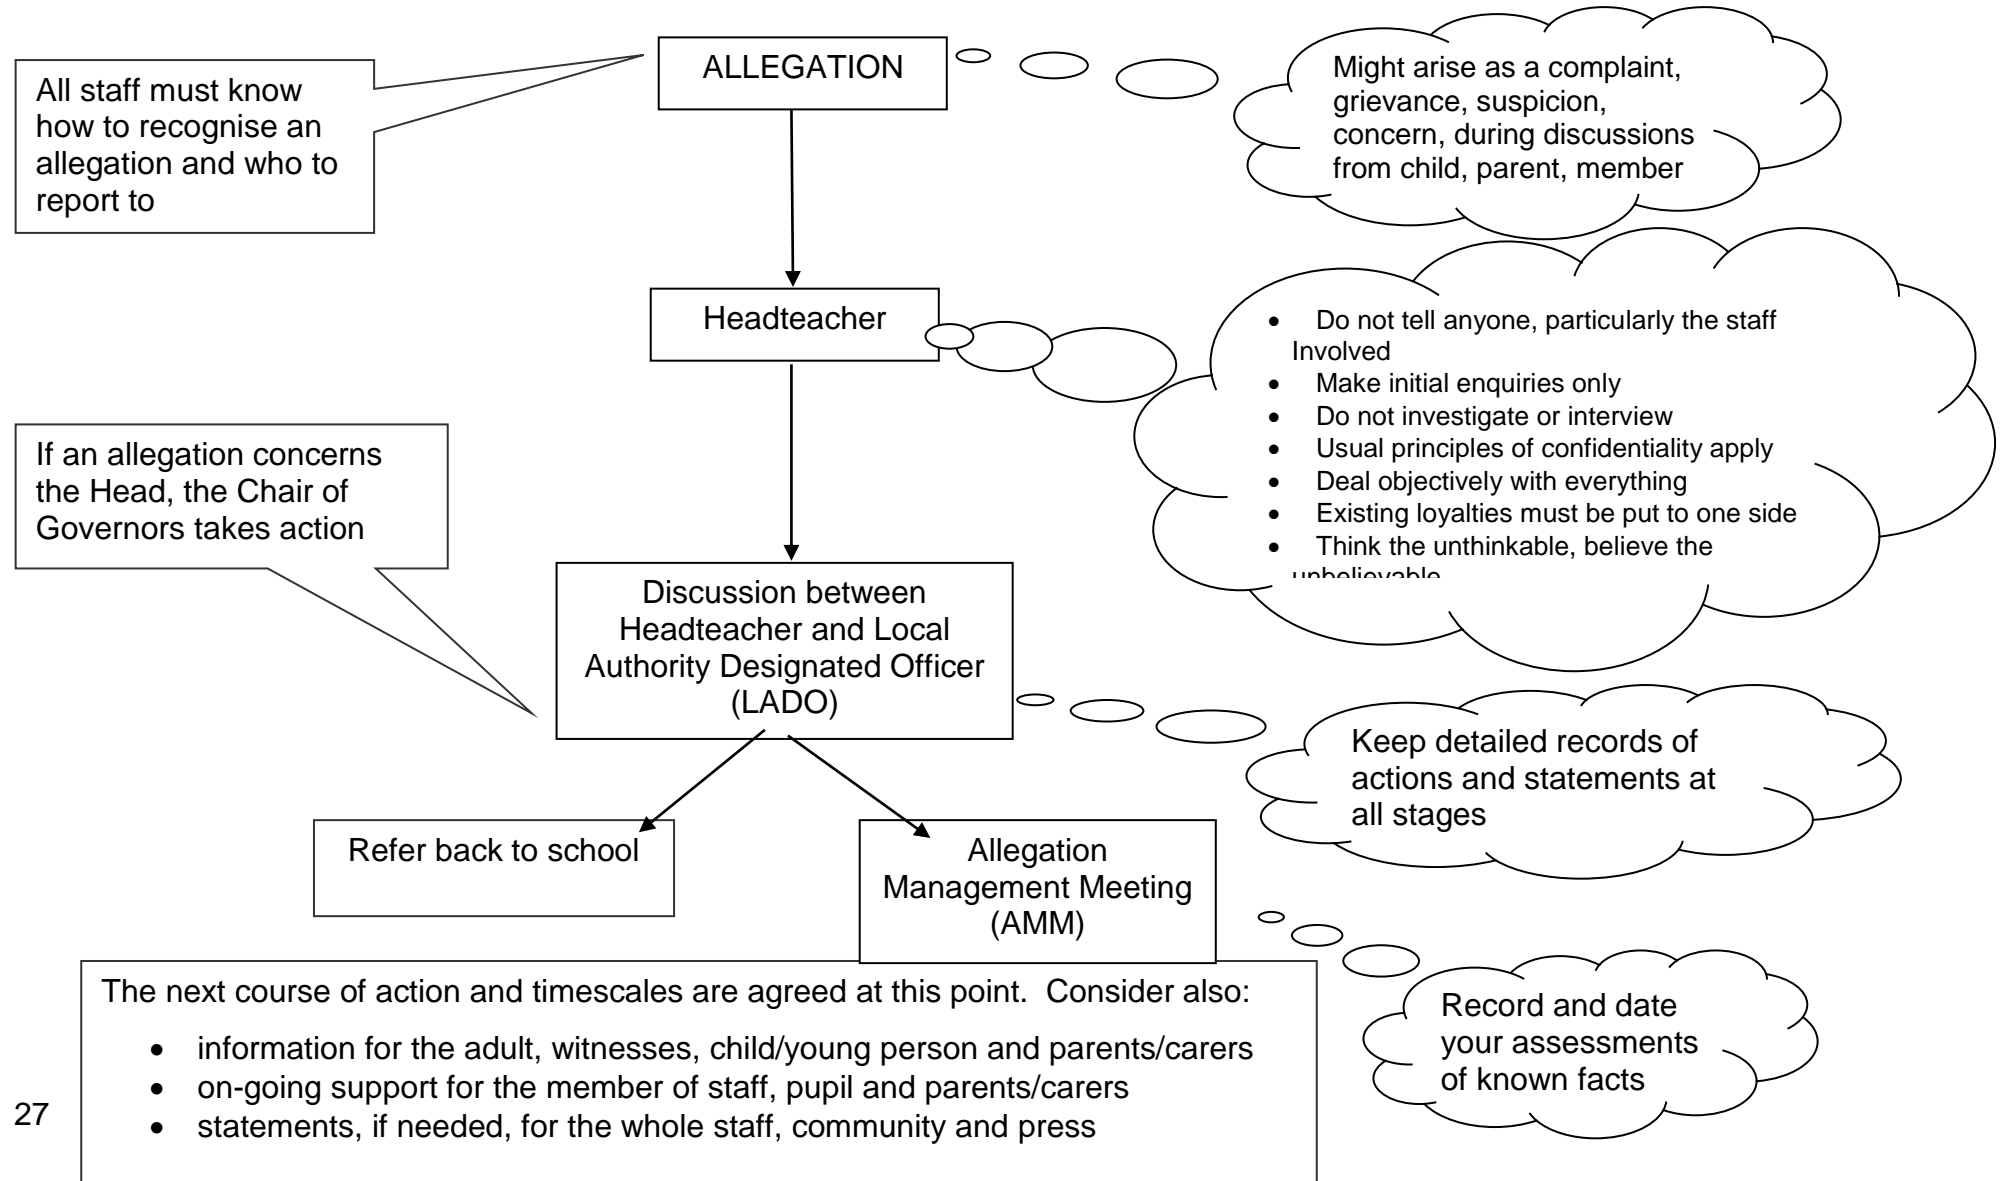 ALLEGATION
All staff must know
how to recognise an
allegation and who to
report to
Might arise as a complaint,
grievance, suspicion,
concern, during discussions
from child, parent, member
Headteacher
• Do not tell anyone, particularly the staff
Involved
• Make initial enquiries only
• Do not investigate or interview
• Usual principles of confidentiality apply
• Deal objectively with everything
• Existing loyalties must be put to one side
• Think the unthinkable, believe the
unbelievable
If an allegation concerns
the Head, the Chair of
Governors takes action
Discussion between
Headteacher and Local
Authority Designated Officer
(LADO)
Keep detailed records of
actions and statements at
all stages
Refer back to school
Allegation
Management Meeting
(AMM)
Record and date
your assessments
of known facts
The next course of action and timescales are agreed at this point.  Consider also:
• information for the adult, witnesses, child/young person and parents/carers
• on-going support for the member of staff, pupil and parents/carers
• statements, if needed, for the whole staff, community and press
27